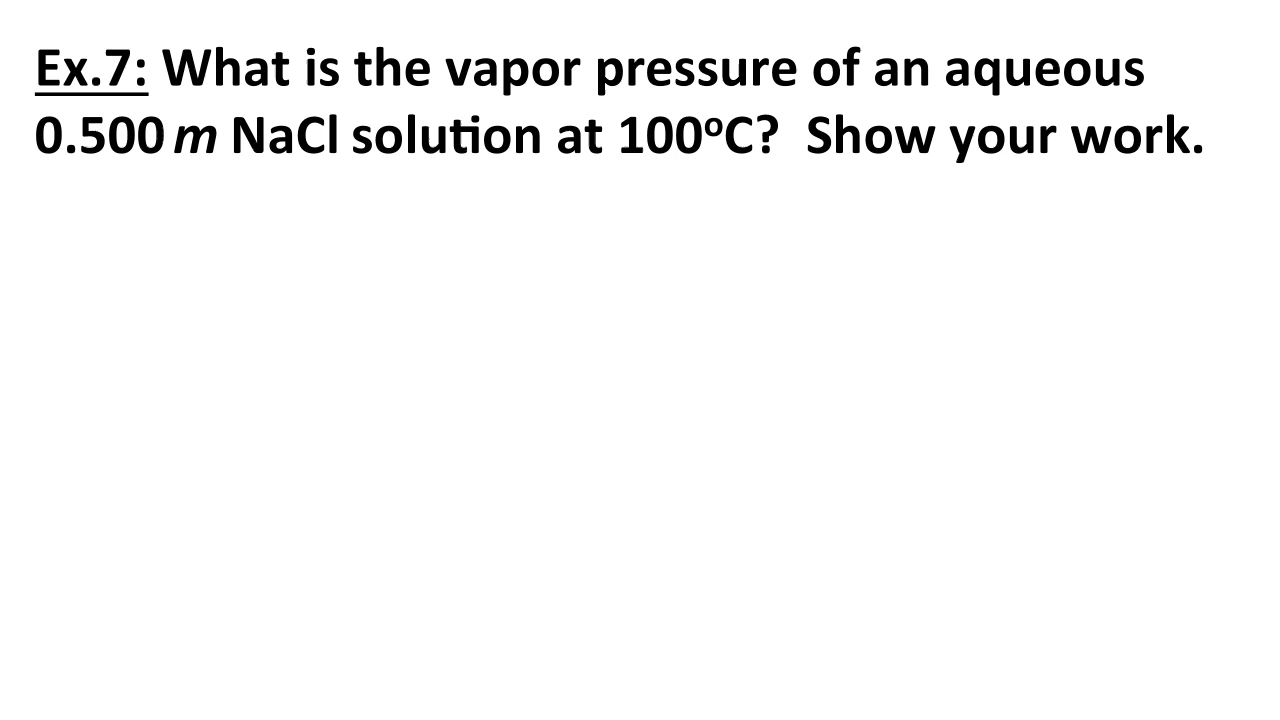 Ex.7: What is the vapor pressure of an aqueous
0.500 m NaCl solution at 100ºC?  Show your work.